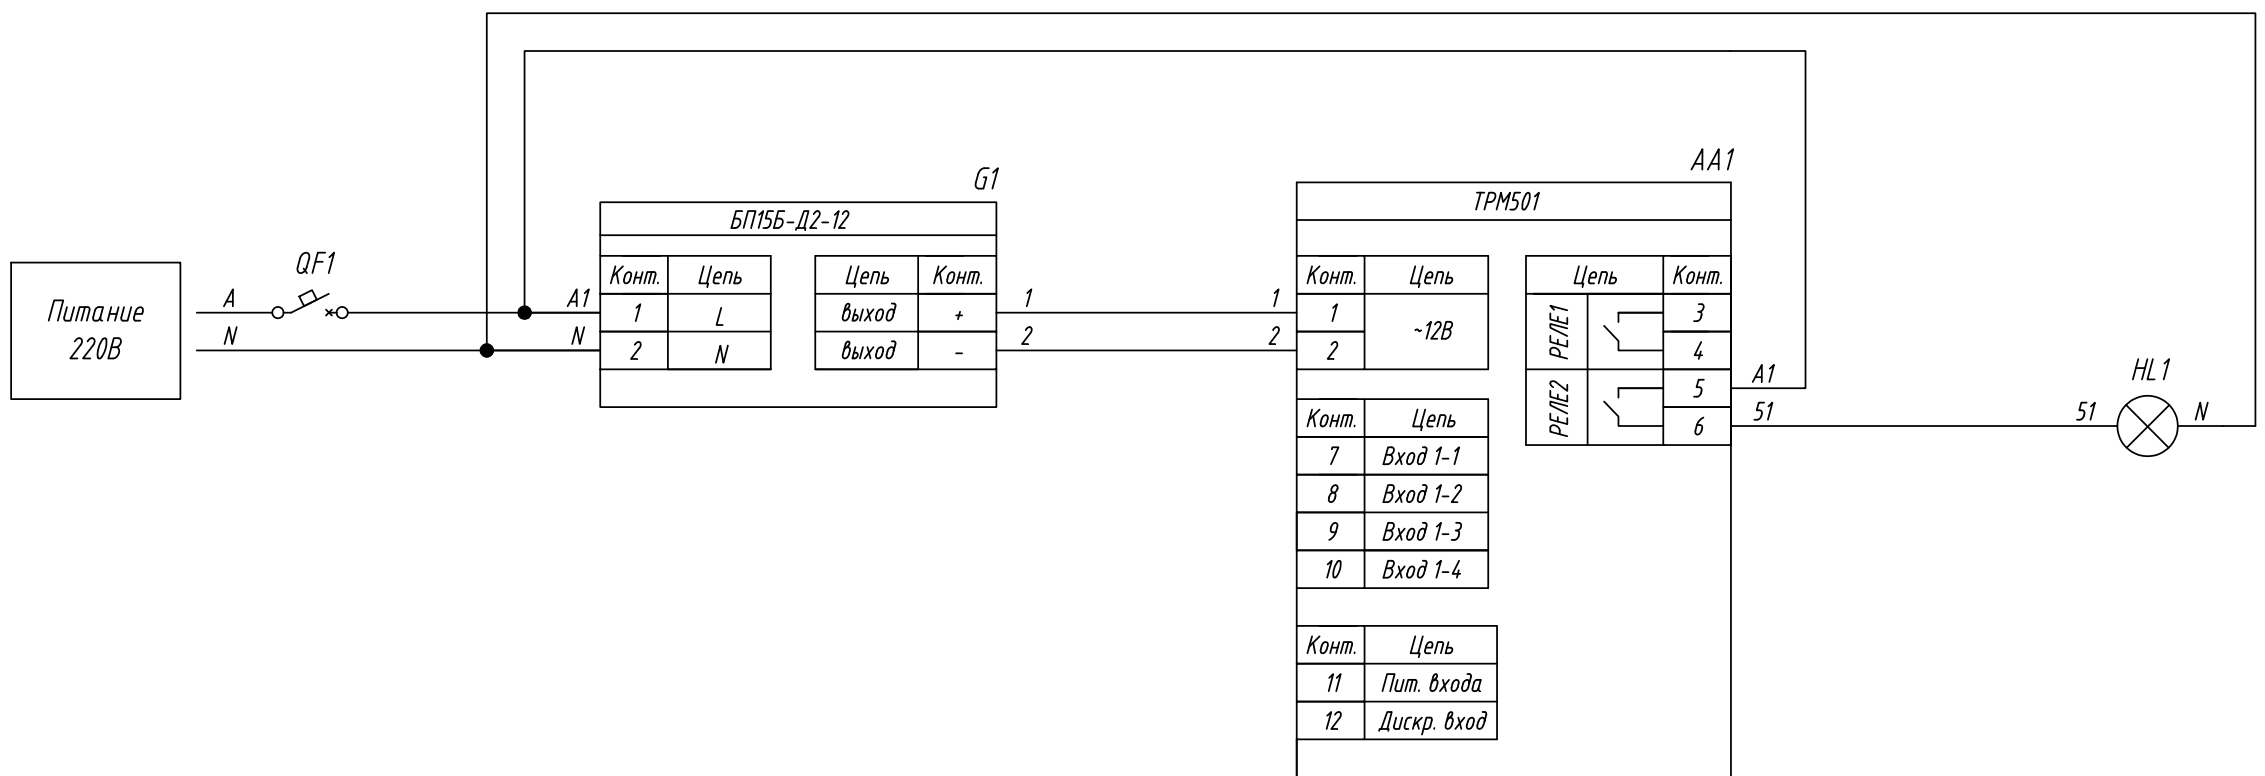 AA1
G1
ТРМ501
БП15Б-Д2-12
QF1
Конт. Цепь Цепь Конт. Конт. Цепь Цепь Конт.
Питание
220В
A A1 1 L выход + 1 1 1 ~12В РЕЛЕ1 3
N N 2 N выход - 2 2 2 4
HL1
РЕЛЕ2 5 A1
6 51 51 N
Конт. Цепь
7 Вход 1-1
8 Вход 1-2
9 Вход 1-3
10 Вход 1-4
Конт. Цепь
11 Пит. входа
12 Дискр. вход